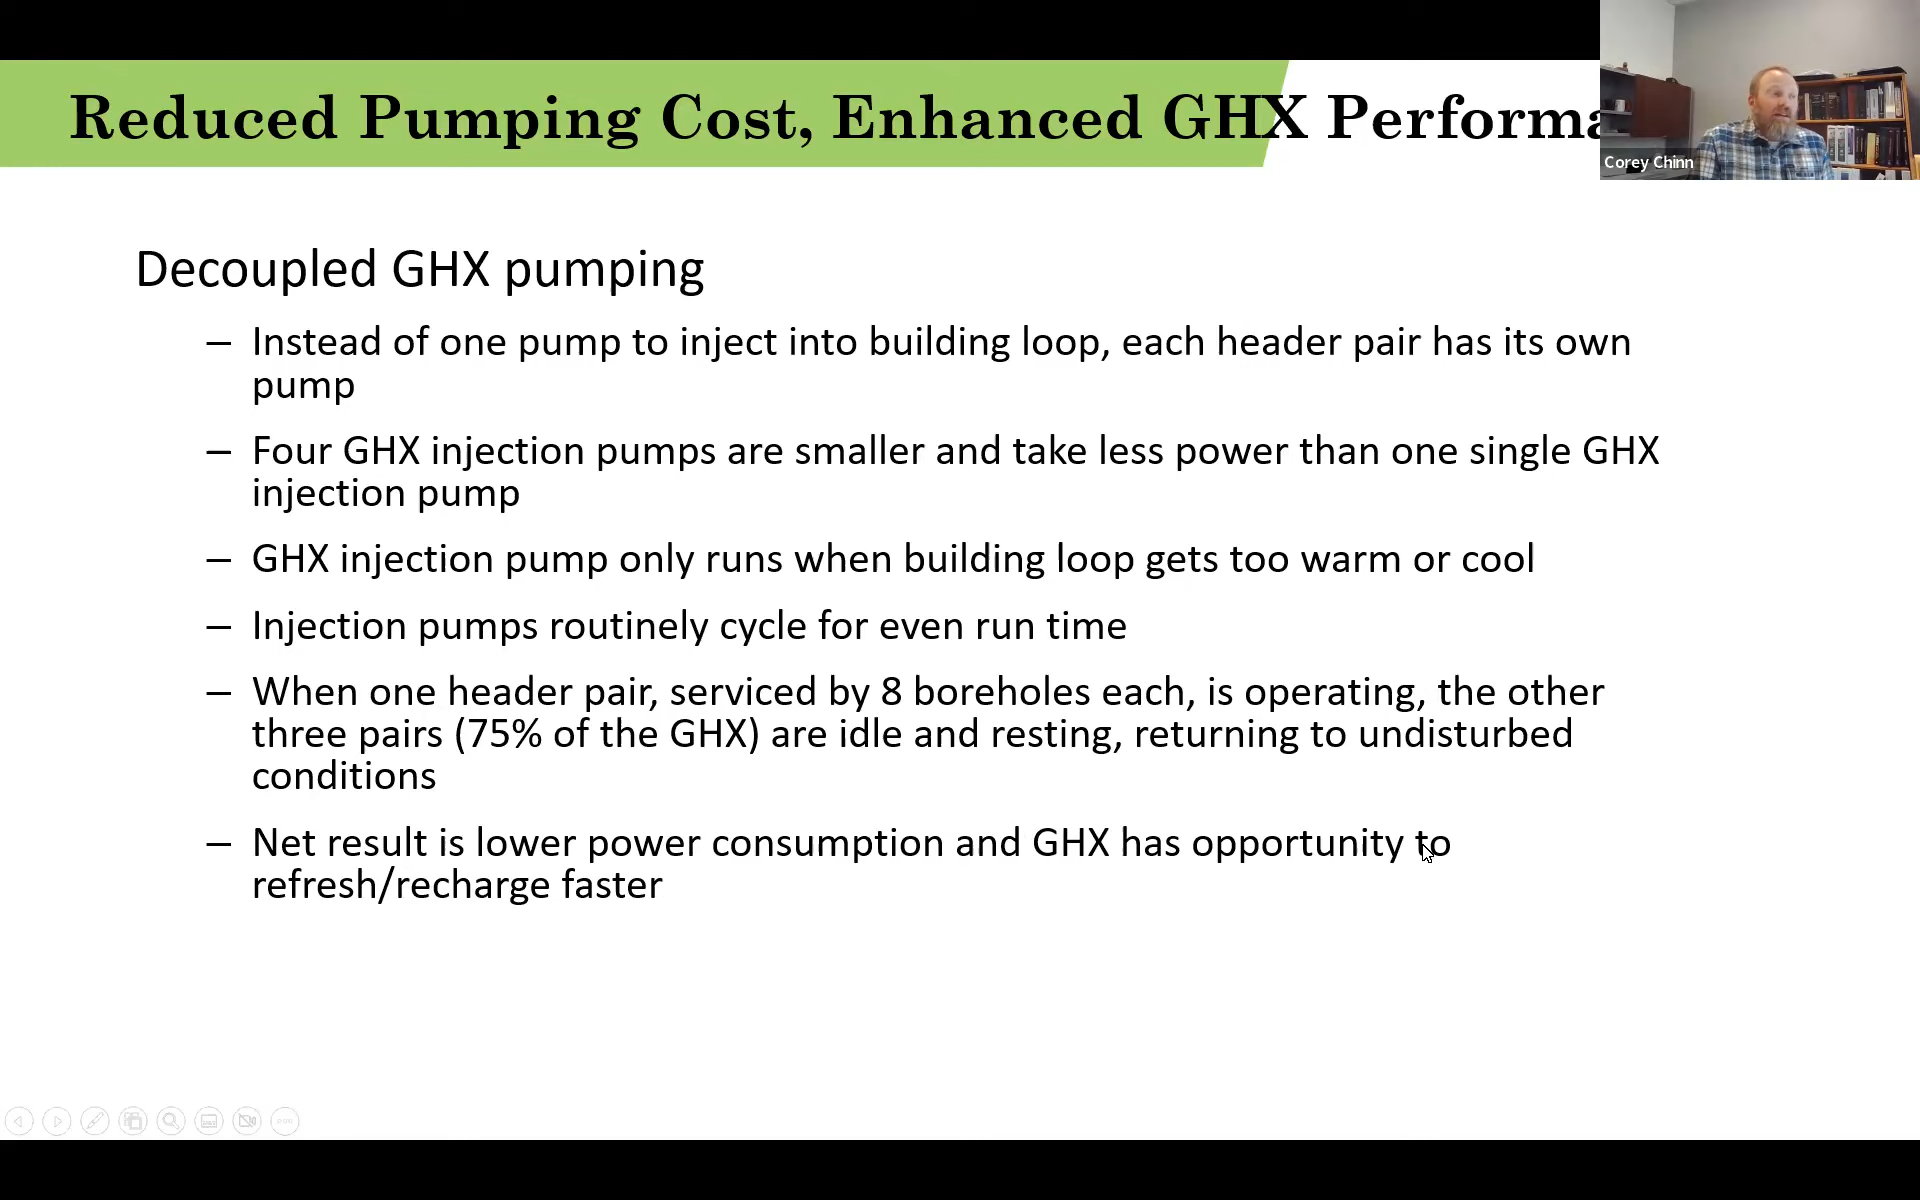 Reduced Pumping Cost, Enhanced GHX Performa
Corey Chinn
Decoupled GHX pumping
– Instead of one pump to inject into building loop, each header pair has its own
pump
– Four GHX injection pumps are smaller and take less power than one single GHX
injection pump
– GHX injection pump only runs when building loop gets too warm or cool
– Injection pumps routinely cycle for even run time
– When one header pair, serviced by 8 boreholes each, is operating, the other
three pairs (75% of the GHX) are idle and resting, returning to undisturbed
conditions
– Net result is lower power consumption and GHX has opportunity to
refresh/recharge faster